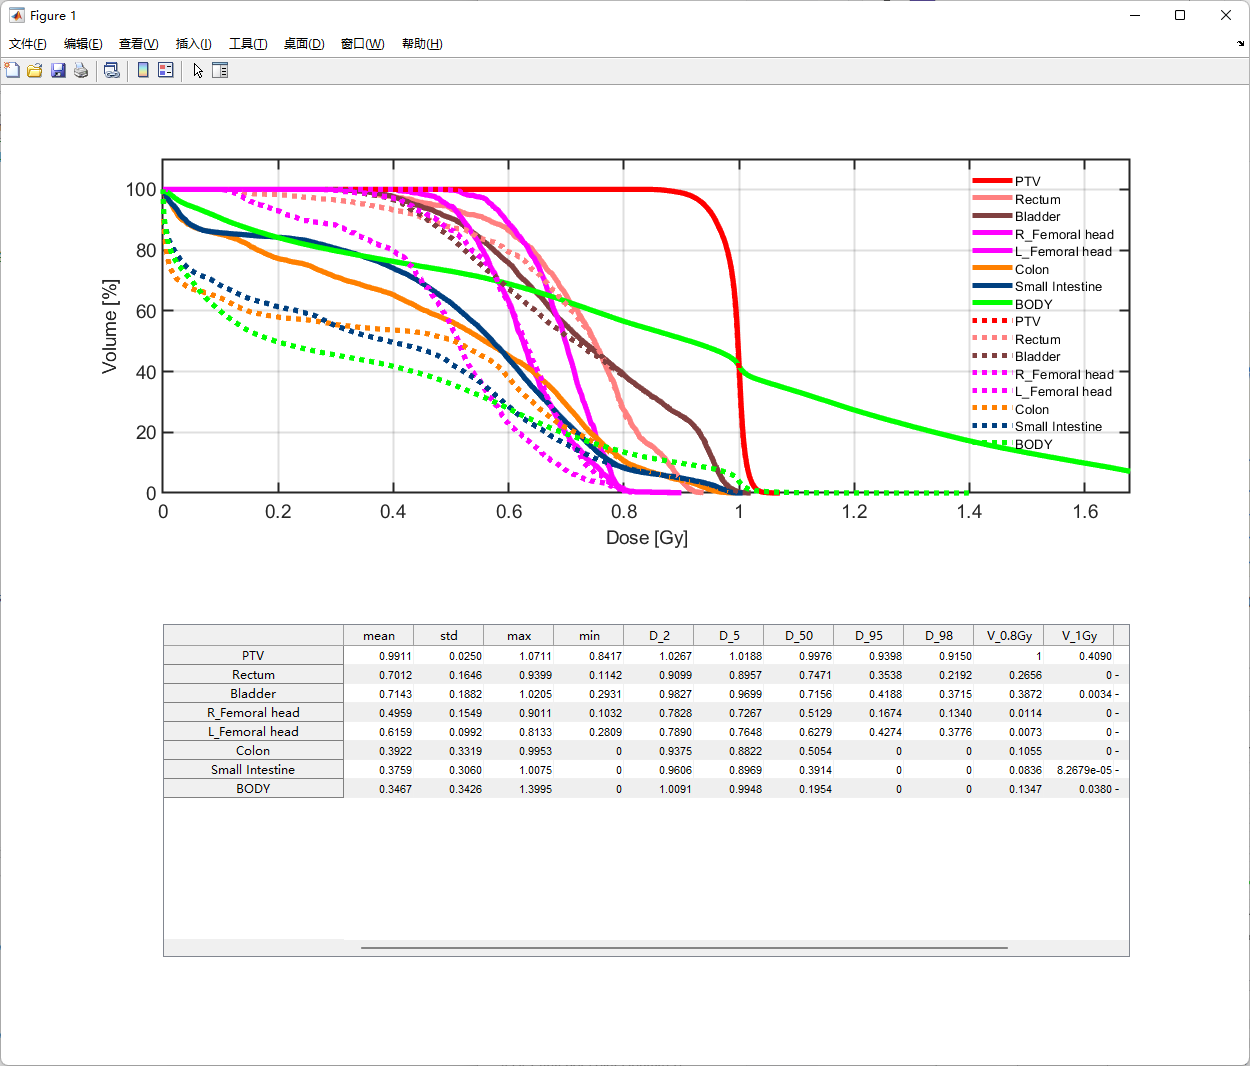 Figure 1
文件(F) 编辑(E) 查看(V) 插入(I) 工具(T) 桌面(D) 窗口(W) 帮助(H)
Volume [%]
100
80
60
40
20
0
0 0.2 0.4 0.6 0.8 1 1.2 1.4 1.6
Dose [Gy]
PTV
Rectum
Bladder
R_Femoral head
L_Femoral head
Colon
Small Intestine
BODY
PTV
Rectum
Bladder
R_Femoral head
L_Femoral head
Colon
Small Intestine
BODY
mean std max min D_2 D_5 D_50 D_95 D_98 V_0.8Gy V_1Gy
PTV 0.9911 0.0250 1.0711 0.8417 1.0267 1.0188 0.9976 0.9398 0.9150 1 0.4090
Rectum 0.7012 0.1646 0.9399 0.1142 0.9099 0.8957 0.7471 0.3538 0.2192 0.2656 0 -
Bladder 0.7143 0.1882 1.0205 0.2931 0.9827 0.9699 0.7156 0.4188 0.3715 0.3872 0.0034 -
R_Femoral head 0.4959 0.1549 0.9011 0.1032 0.7828 0.7267 0.5129 0.1674 0.1340 0.0114 0 -
L_Femoral head 0.6159 0.0992 0.8133 0.2809 0.7890 0.7648 0.6279 0.4274 0.3776 0.0073 0 -
Colon 0.3922 0.3319 0.9953 0 0.9375 0.8822 0.5054 0 0 0.1055 0 -
Small Intestine 0.3759 0.3060 1.0075 0 0.9606 0.8969 0.3914 0 0 0.0836 8.2679e-05 -
BODY 0.3467 0.3426 1.3995 0 1.0091 0.9948 0.1954 0 0 0.1347 0.0380 -